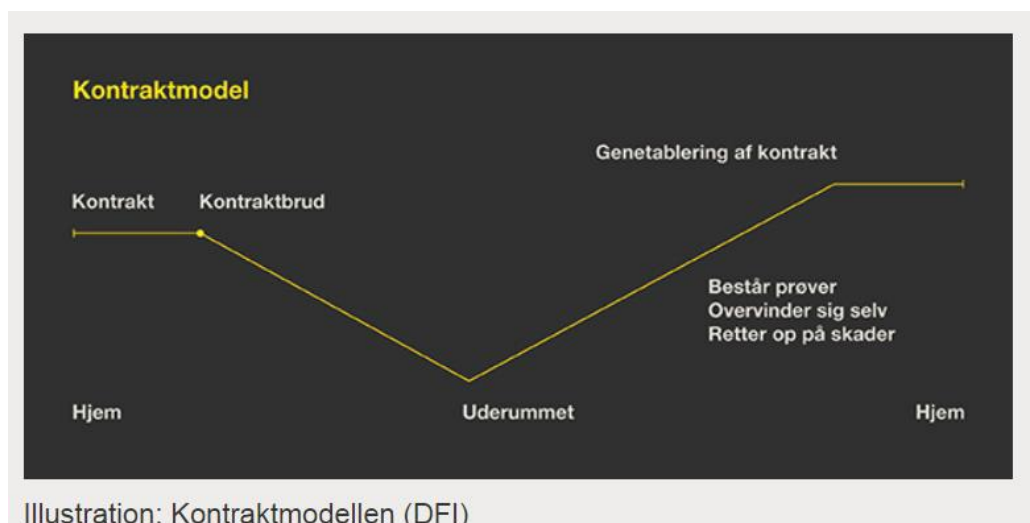 Kontraktmodel
Genetablering af kontrakt
Kontrakt
Kontraktbrud
Består prøver
Overvinder sig selv
Retter op på skader
Hjem
Uderummet
Hjem
Illustration: Kontraktmodellen (DFI)